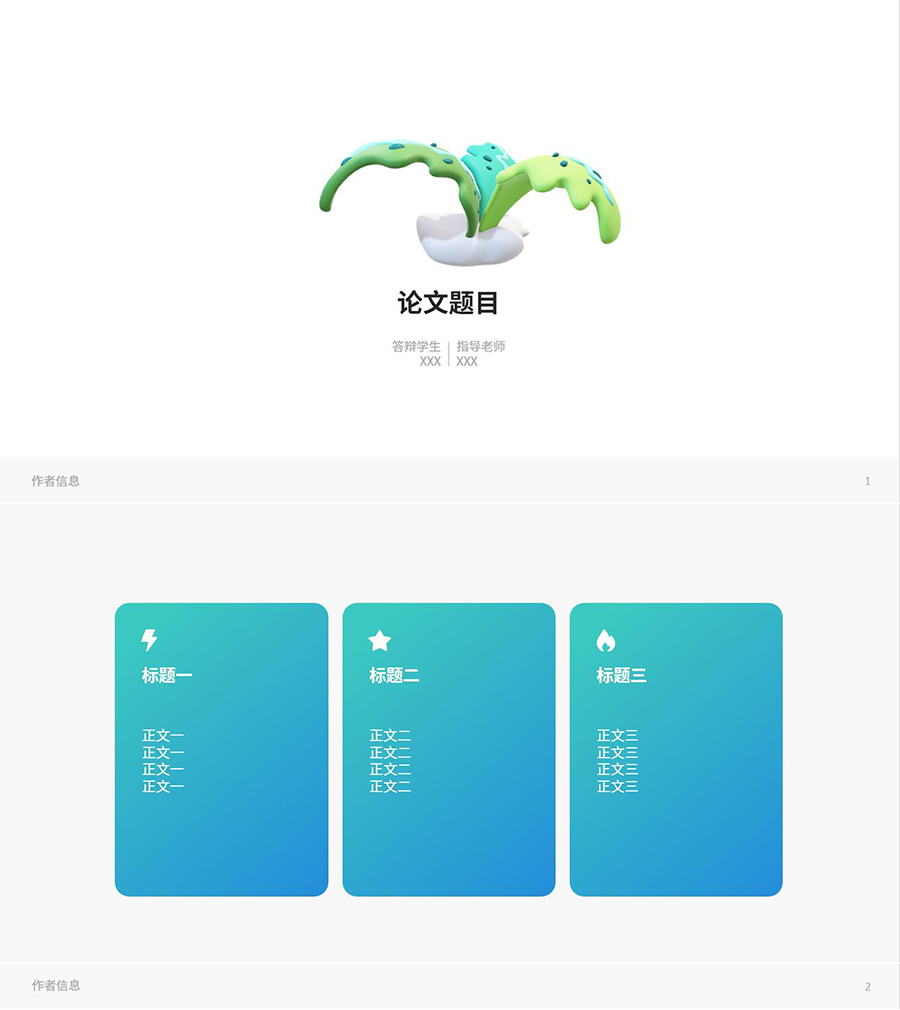 论文题目
答辩学生 指导老师
XXX XXX
作者信息 1
标题一
正文一
正文一
正文一
正文一
标题二
正文二
正文二
正文二
正文二
标题三
正文三
正文三
正文三
正文三
作者信息 2